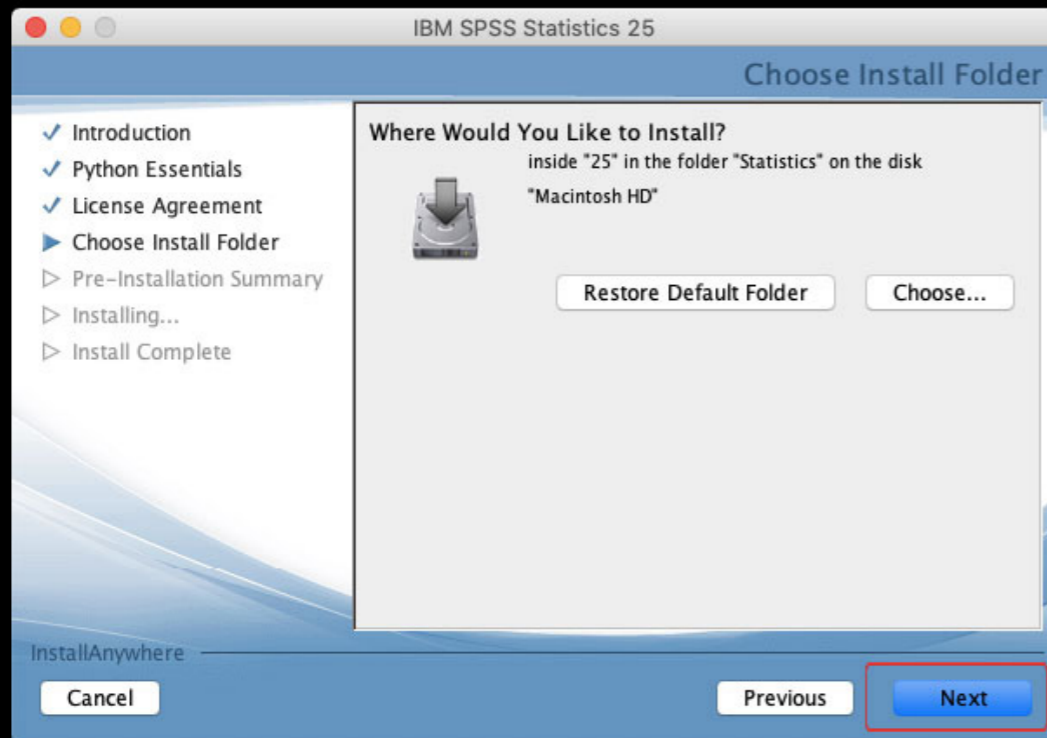 IBM SPSS Statistics 25
Choose Install Folder
Introduction
Python Essentials
License Agreement
Choose Install Folder
Pre-Installation Summary
Installing...
Install Complete
Where Would You Like to Install?
inside "25" in the folder "Statistics" on the disk
"Macintosh HD"
Restore Default Folder
Choose...
InstallAnywhere
Cancel
Previous
Next